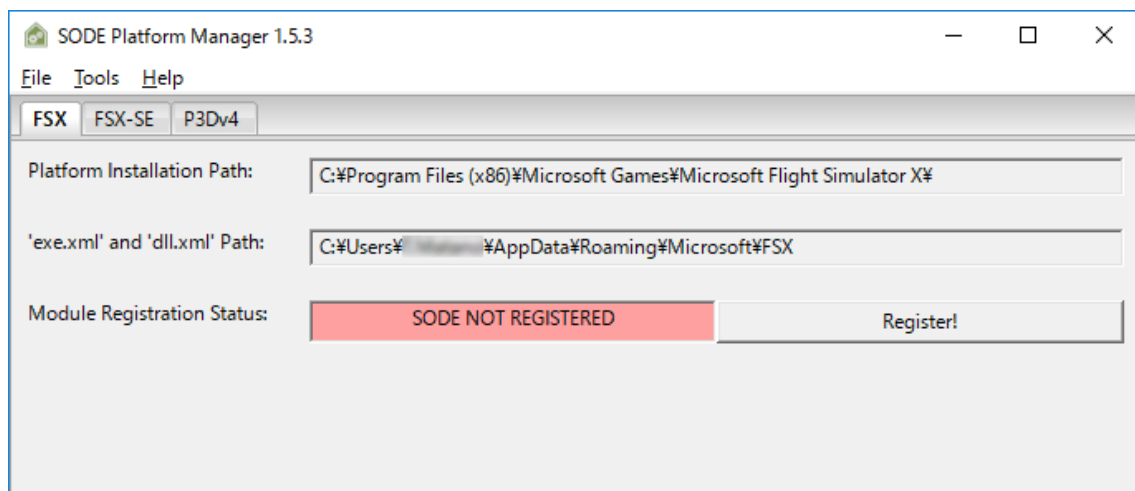 SODE Platform Manager 1.5.3
File Tools Help
FSX FSX-SE P3Dv4
Platform Installation Path: C:¥Program Files (x86)¥Microsoft Games¥Microsoft Flight Simulator X¥
'exe.xml' and 'dll.xml' Path: C:¥Users¥ ¥AppData¥Roaming¥Microsoft¥FSX
Module Registration Status: SODE NOT REGISTERED Register!